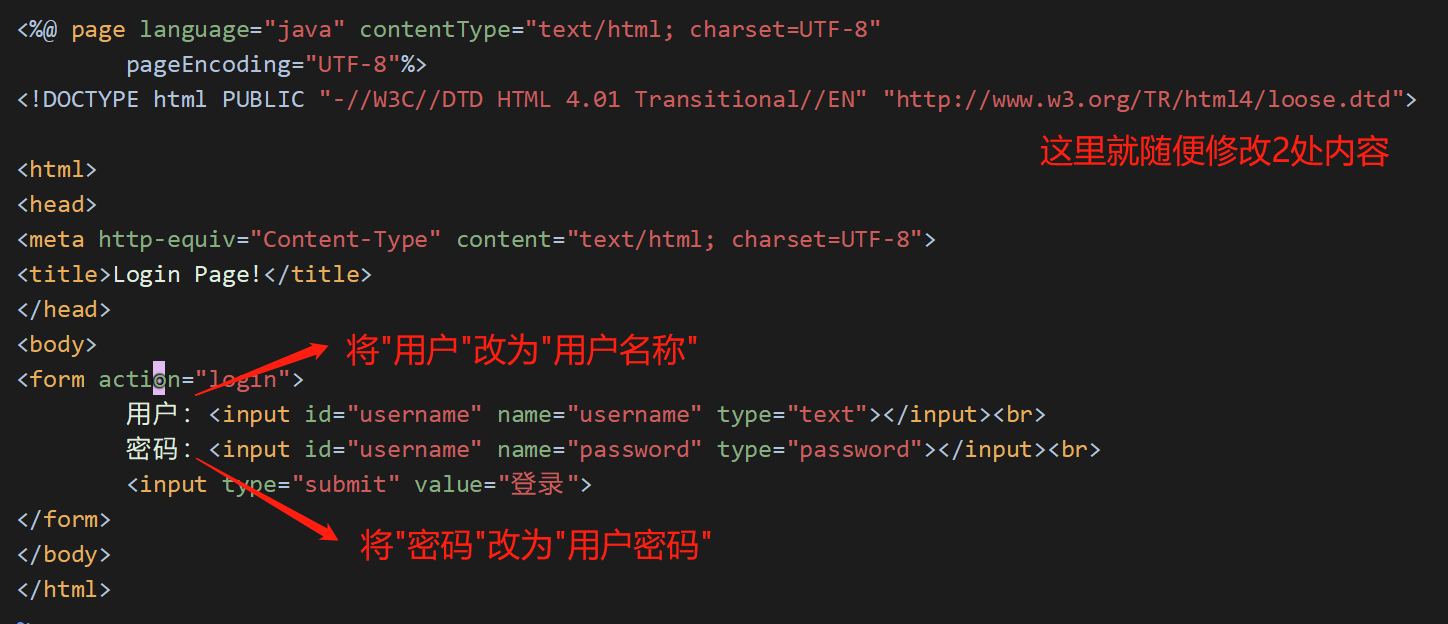 <%@ page language="java" contentType="text/html; charset=UTF-8"
pageEncoding="UTF-8"%>
<!DOCTYPE html PUBLIC "-//W3C//DTD HTML 4.01 Transitional//EN" "http://www.w3.org/TR/html4/loose.dtd">
这里就随便修改2处内容
<html>
<head>
<meta http-equiv="Content-Type" content="text/html; charset=UTF-8">
<title>Login Page!</title>
</head>
<body>
将"用户"改为"用户名称"
<form action="login">
用户：<input id="username" name="username" type="text"></input><br>
密码：<input id="username" name="password" type="password"></input><br>
<input type="submit" value="登录">
</form>
将"密码"改为"用户密码"
</body>
</html>